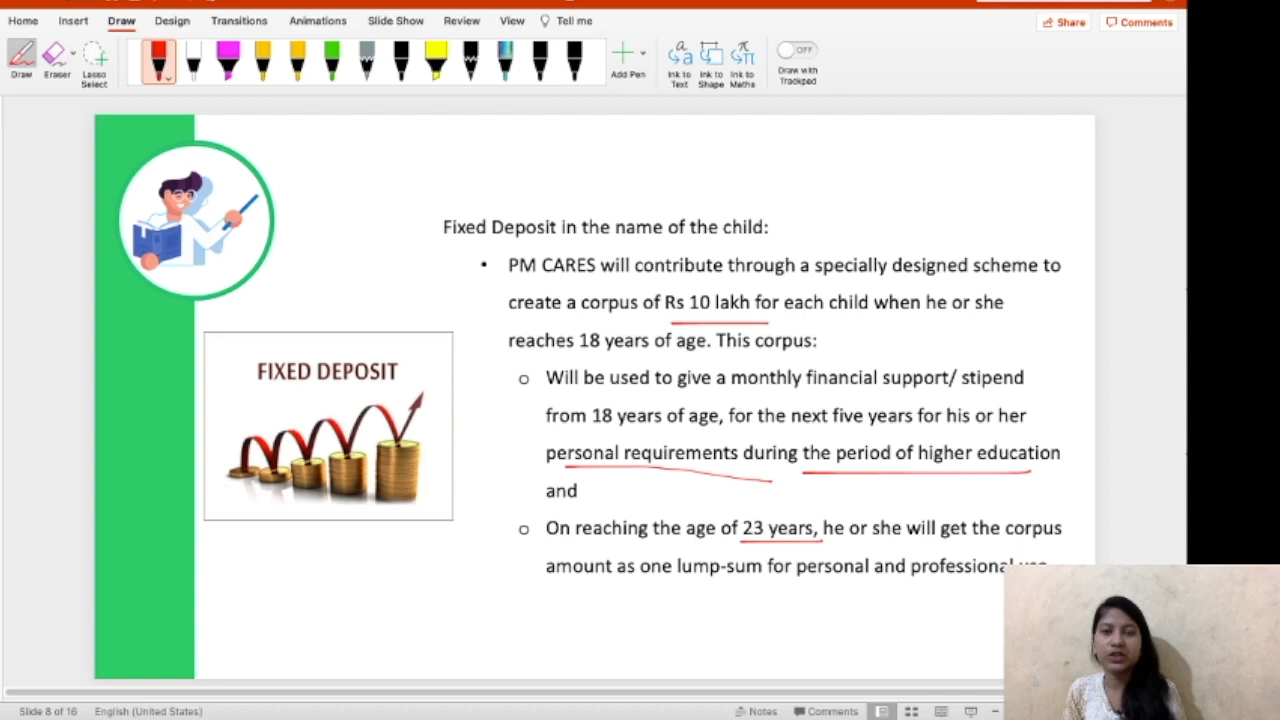 Home Insert Draw Design Transitions Animations Slide Show Review View Tell me
Share Comments
Draw Eraser Lasso Select Add Pen Ink to Text Ink to Shape Ink to Maths OFF Draw with Trackpad
Fixed Deposit in the name of the child:
• PM CARES will contribute through a specially designed scheme to
create a corpus of Rs 10 lakh for each child when he or she
reaches 18 years of age. This corpus:
FIXED DEPOSIT
o Will be used to give a monthly financial support/ stipend
from 18 years of age, for the next five years for his or her
personal requirements during the period of higher education
and
o On reaching the age of 23 years, he or she will get the corpus
amount as one lump-sum for personal and professional
Slide 8 of 16 English (United States) Notes Comments